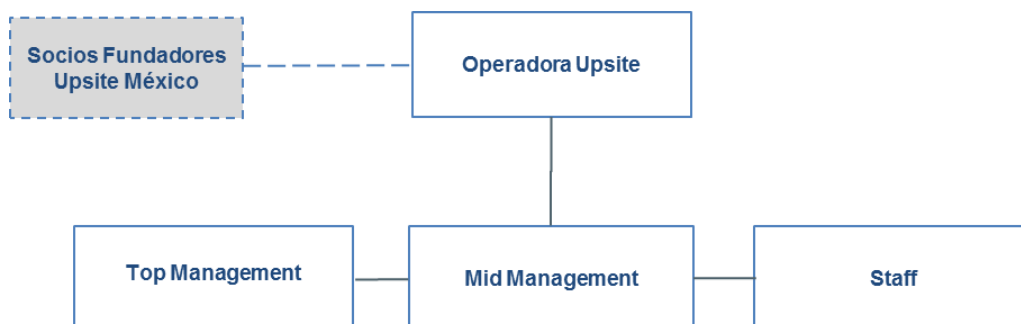 Socios Fundadores
Upsite México
Operadora Upsite
Top Management
Mid Management
Staff